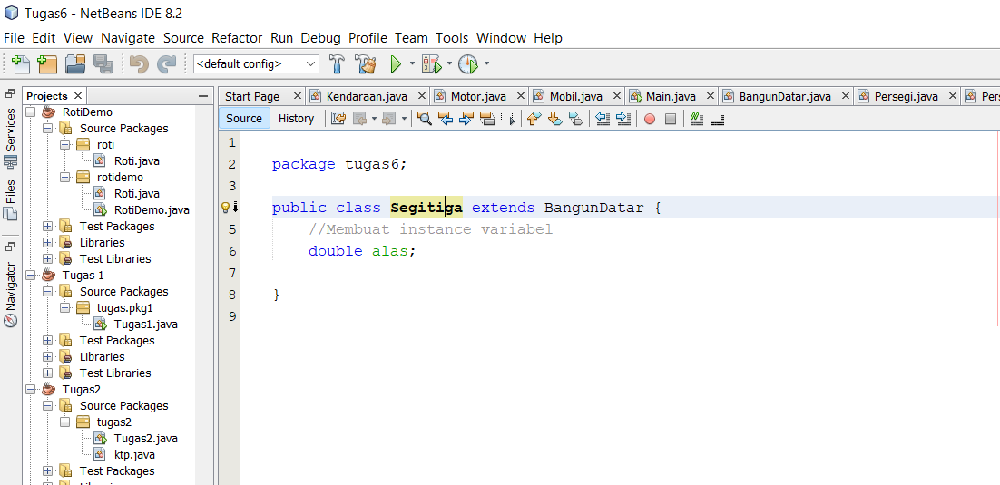 Tugas6 - NetBeans IDE 8.2
File Edit View Navigate Source Refactor Run Debug Profile Team Tools Window Help
<default config>
Projects
Start Page
Kendaraan.java
Motor.java
Mobil.java
Main.java
BangunDatar.java
Persegi.java
Pers
Services
Files
Navigator
RotiDemo
Source Packages
roti
Roti.java
rotidemo
Roti.java
RotiDemo.java
Test Packages
Libraries
Test Libraries
Tugas 1
Source Packages
tugas.pkg1
Tugas1.java
Test Packages
Libraries
Test Libraries
Tugas2
Source Packages
tugas2
Tugas2.java
ktp.java
Test Packages
Source History
1
2 package tugas6;
3
public class Segitiga extends BangunDatar {
5 //Membuat instance variabel
6 double alas;
7
8 }
9